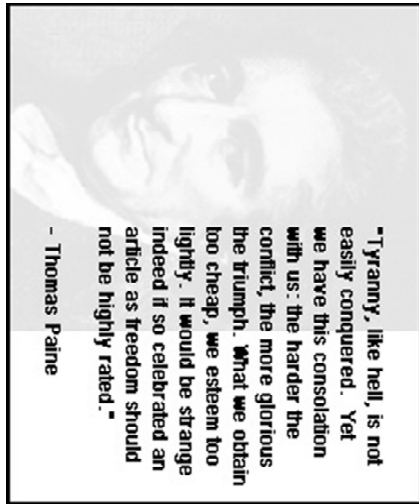 "Tyranny, like hell, is not
easily conquered. Yet
we have this consolation
with us: the harder the
conflict, the more glorious
the triumph. What we obtain
too cheap, we esteem too
lightly. It would be strange
indeed if so celebrated an
article as freedom should
not be highly rated."
- Thomas Paine